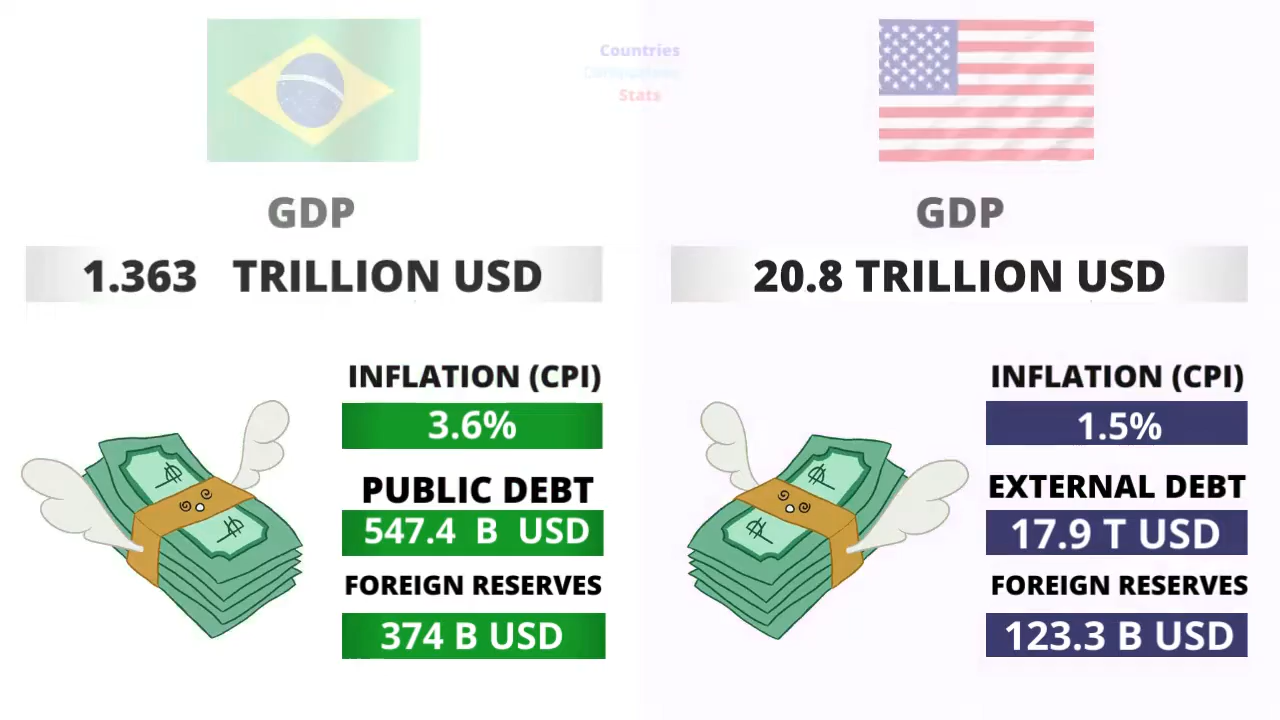 Countries
Comparisons
Stats
GDP
1.363 TRILLION USD
INFLATION (CPI)
3.6%
PUBLIC DEBT
547.4 B USD
FOREIGN RESERVES
374 B USD
GDP
20.8 TRILLION USD
INFLATION (CPI)
1.5%
EXTERNAL DEBT
17.9 T USD
FOREIGN RESERVES
123.3 B USD